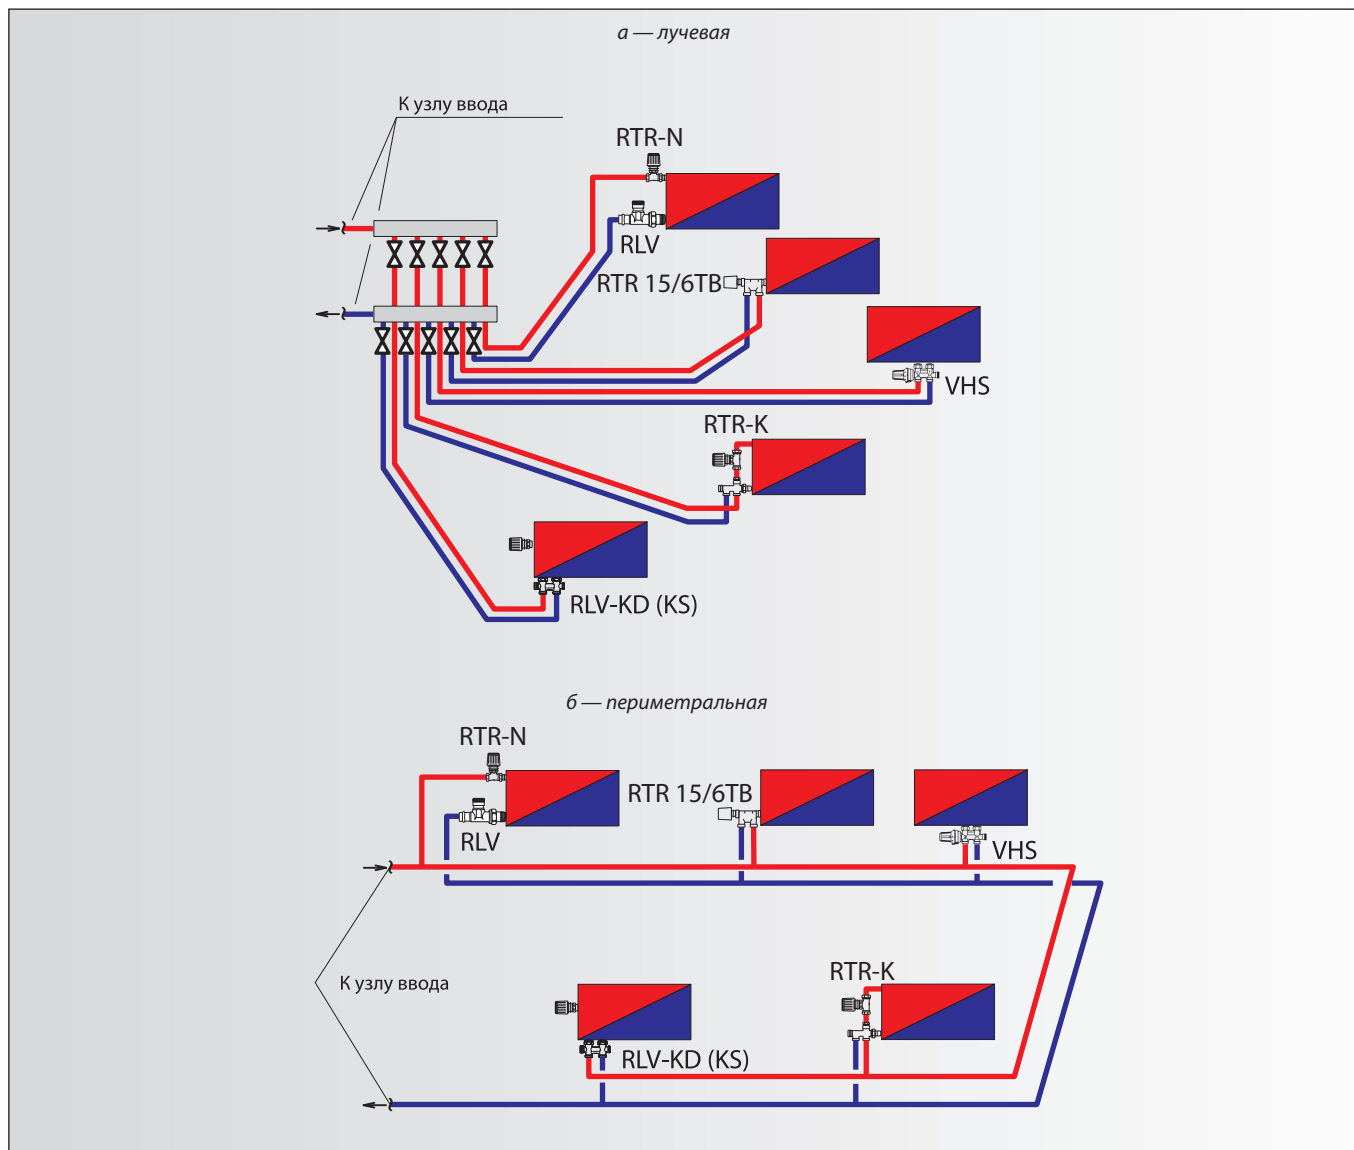 а — лучевая
К узлу ввода
RTR-N
RLV
RTR 15/6TB
VHS
RTR-K
RLV-KD (KS)
б — периметральная
RTR-N
RTR 15/6TB
RLV
VHS
RTR-K
К узлу ввода
RLV-KD (KS)